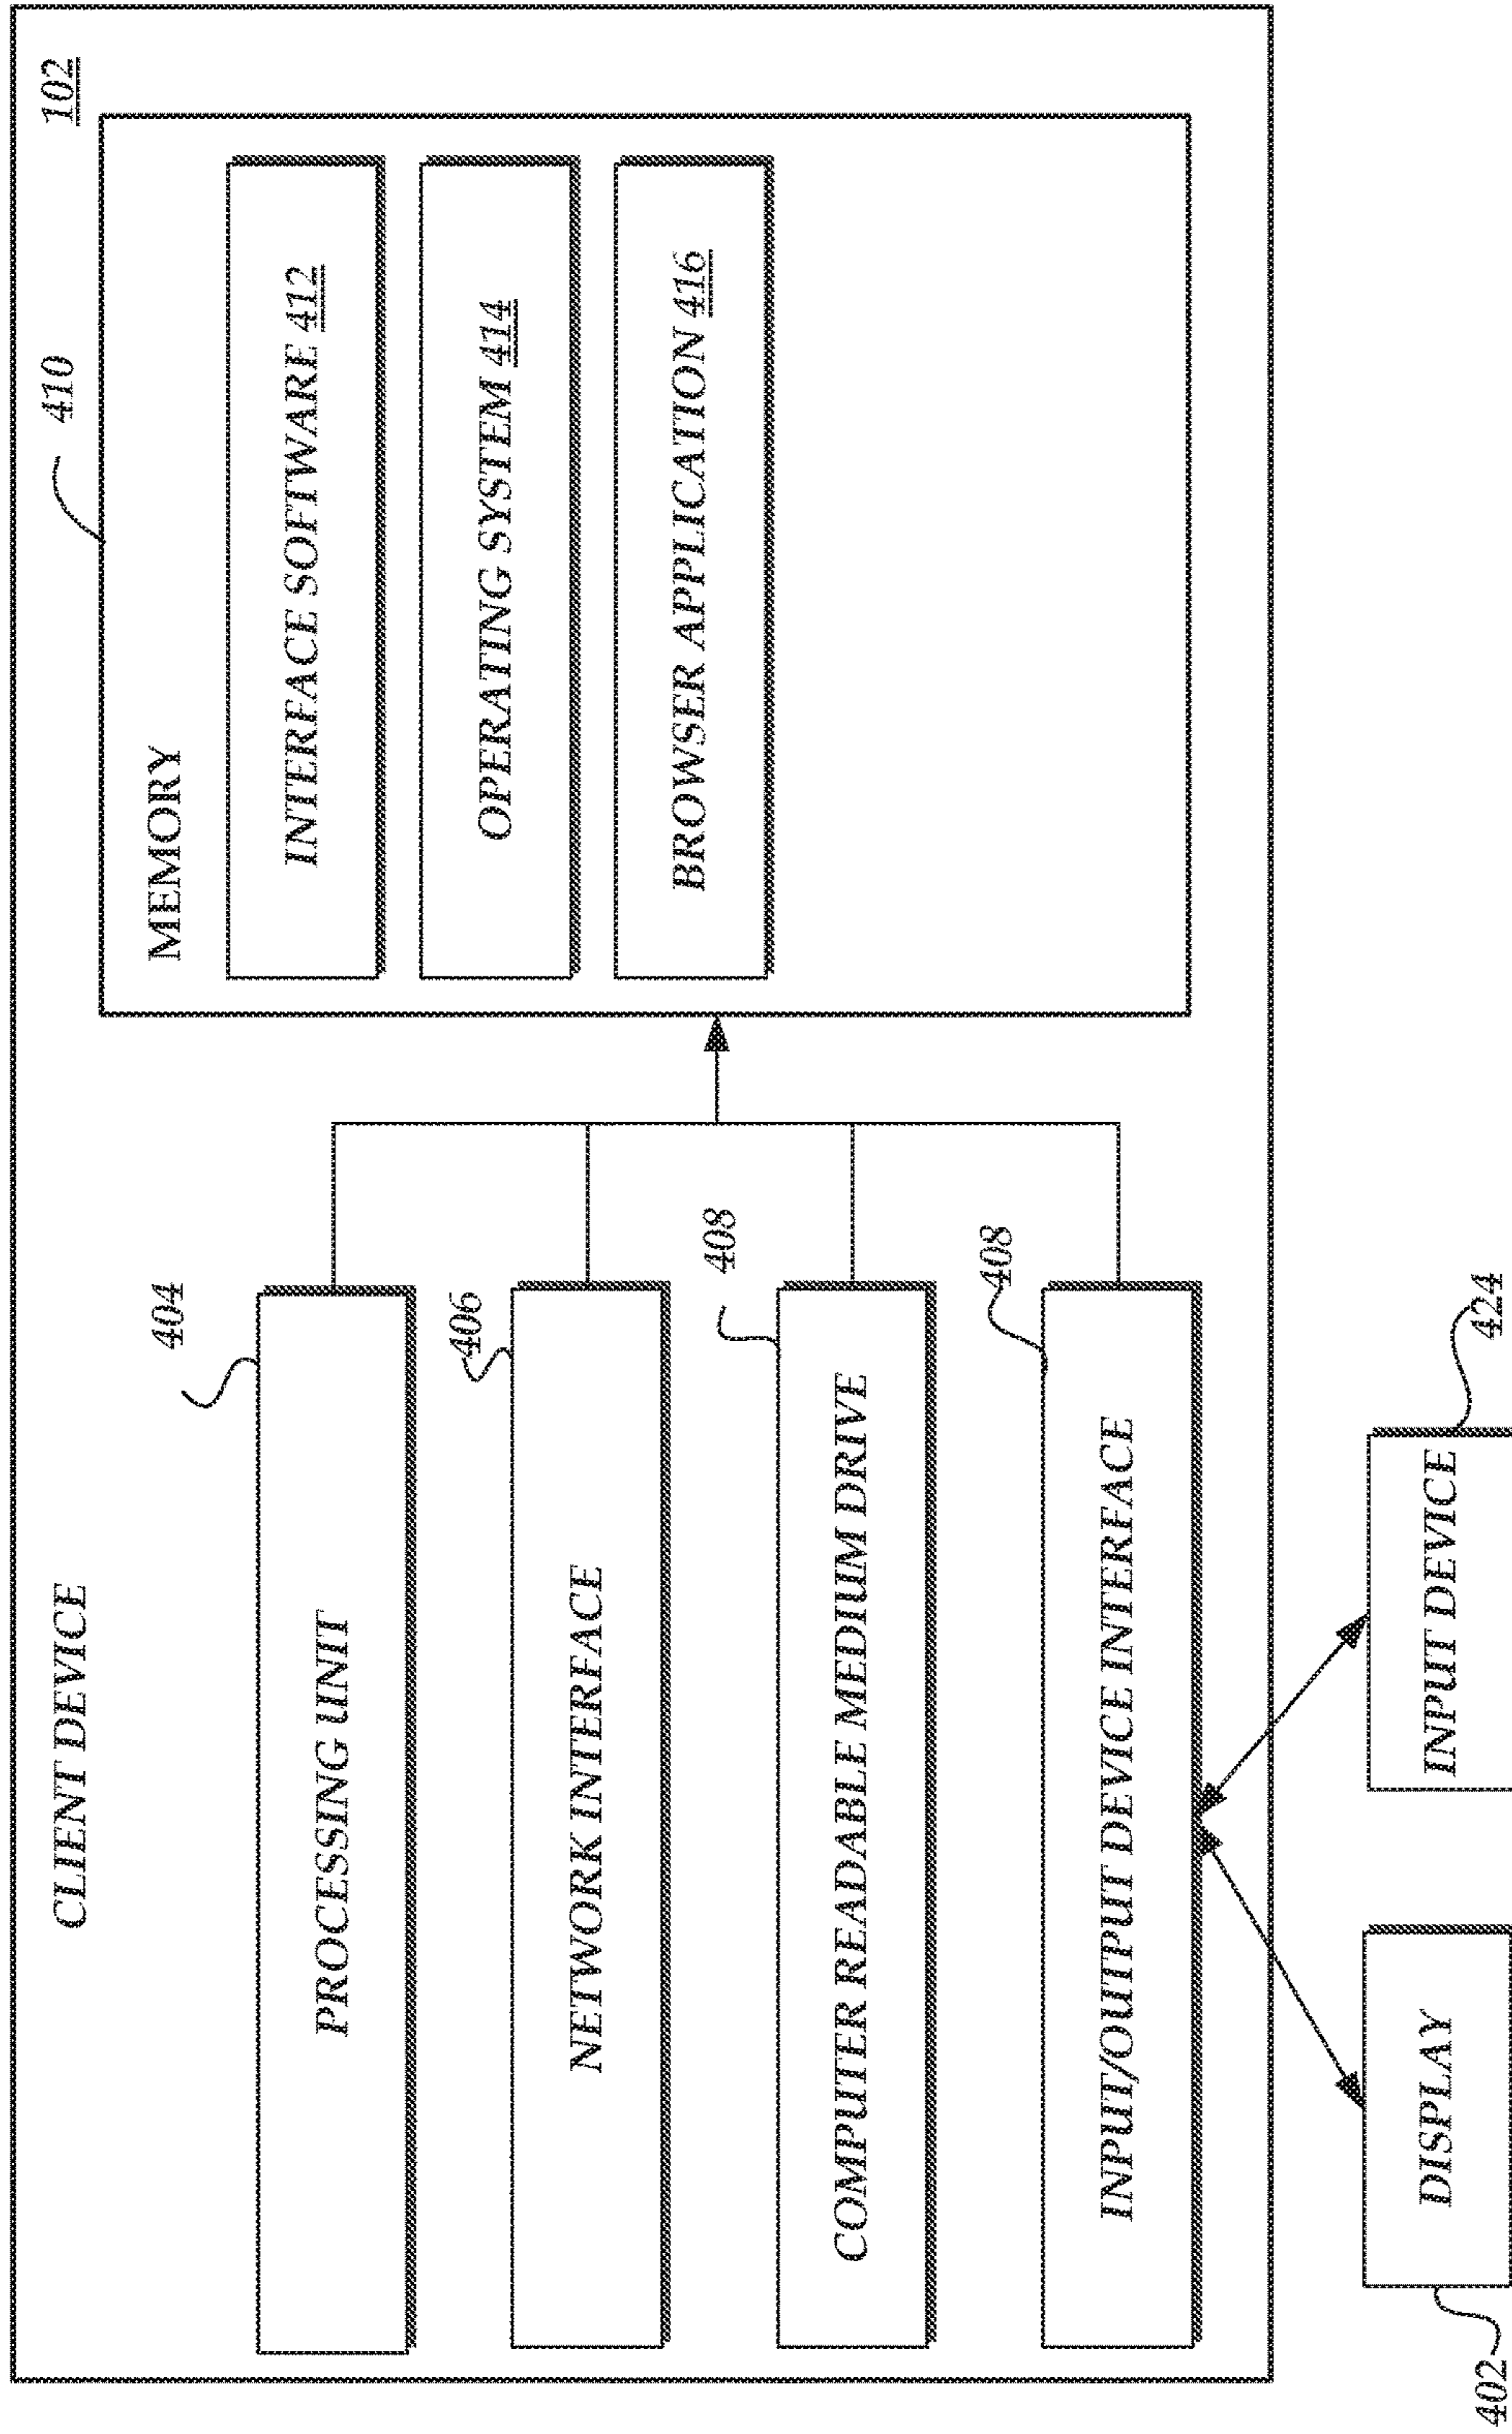 CLIENT DEVICE
102
404
PROCESSING UNIT
406
NETWORK INTERFACE
408
COMPUTER READABLE MEDIUM DRIVE
408
INPUT/OUTPUT DEVICE INTERFACE
410
MEMORY
INTERFACE SOFTWARE 412
OPERATING SYSTEM 414
BROWSER APPLICATION 416
402
DISPLAY
INPUT DEVICE
424